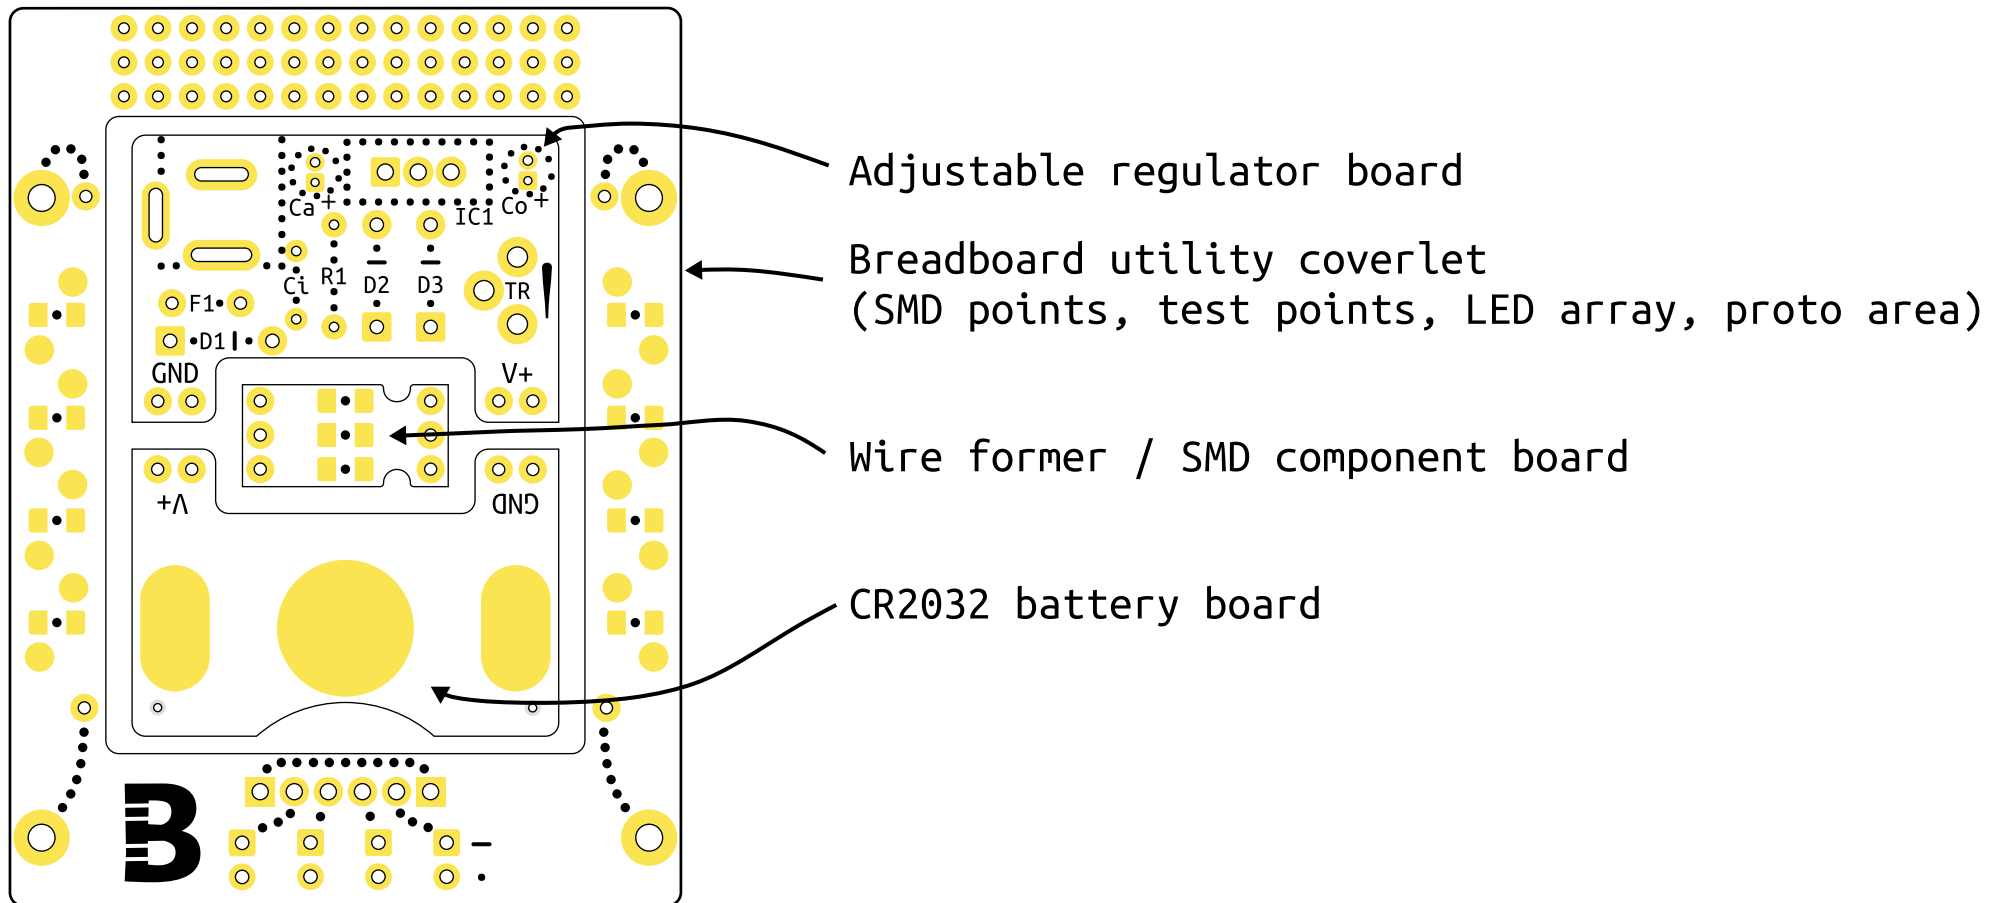 Ca +
IC1
Co +
Ci
R1
D2
D3
TR
F1
D1
GND
V+
V+
GND
B
Adjustable regulator board
Breadboard utility coverlet
(SMD points, test points, LED array, proto area)
Wire former / SMD component board
CR2032 battery board